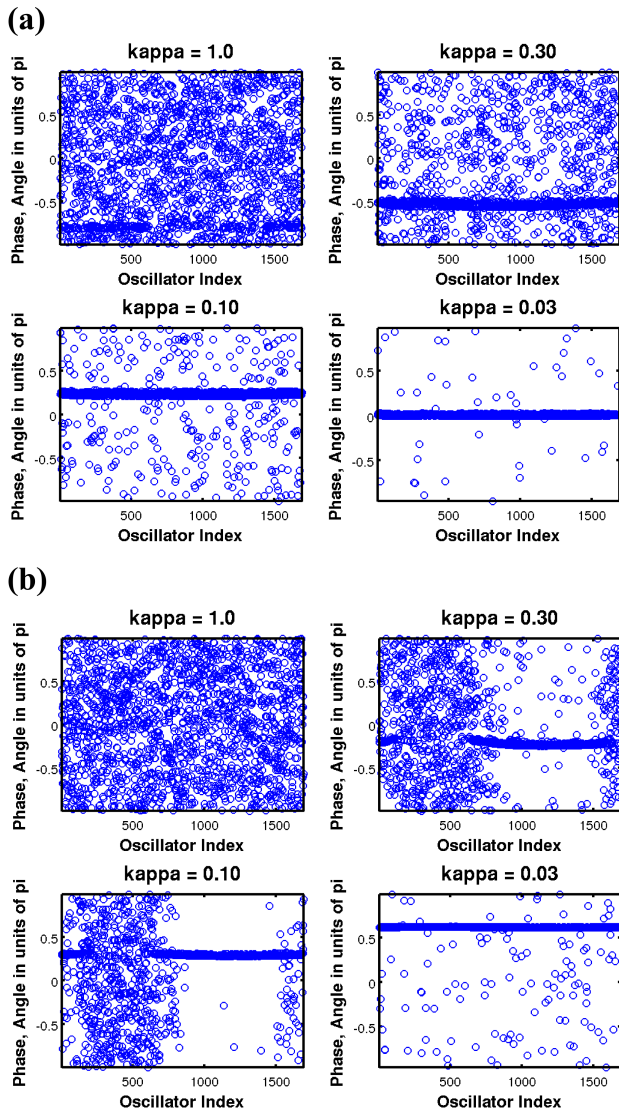 (a)
kappa = 1.0
kappa = 0.30
Phase, Angle in units of pi
0.5
0
-0.5
500
1000
1500
Oscillator Index
Phase, Angle in units of pi
0.5
0
-0.5
500
1000
1500
Oscillator Index
kappa = 0.10
kappa = 0.03
Phase, Angle in units of pi
0.5
0
-0.5
500
1000
1500
Oscillator Index
Phase, Angle in units of pi
0.5
0
-0.5
500
1000
1500
Oscillator Index
(b)
kappa = 1.0
kappa = 0.30
Phase, Angle in units of pi
0.5
0
-0.5
500
1000
1500
Oscillator Index
Phase, Angle in units of pi
0.5
0
-0.5
500
1000
1500
Oscillator Index
kappa = 0.10
kappa = 0.03
Phase, Angle in units of pi
0.5
0
-0.5
500
1000
1500
Oscillator Index
Phase, Angle in units of pi
0.5
0
-0.5
500
1000
1500
Oscillator Index